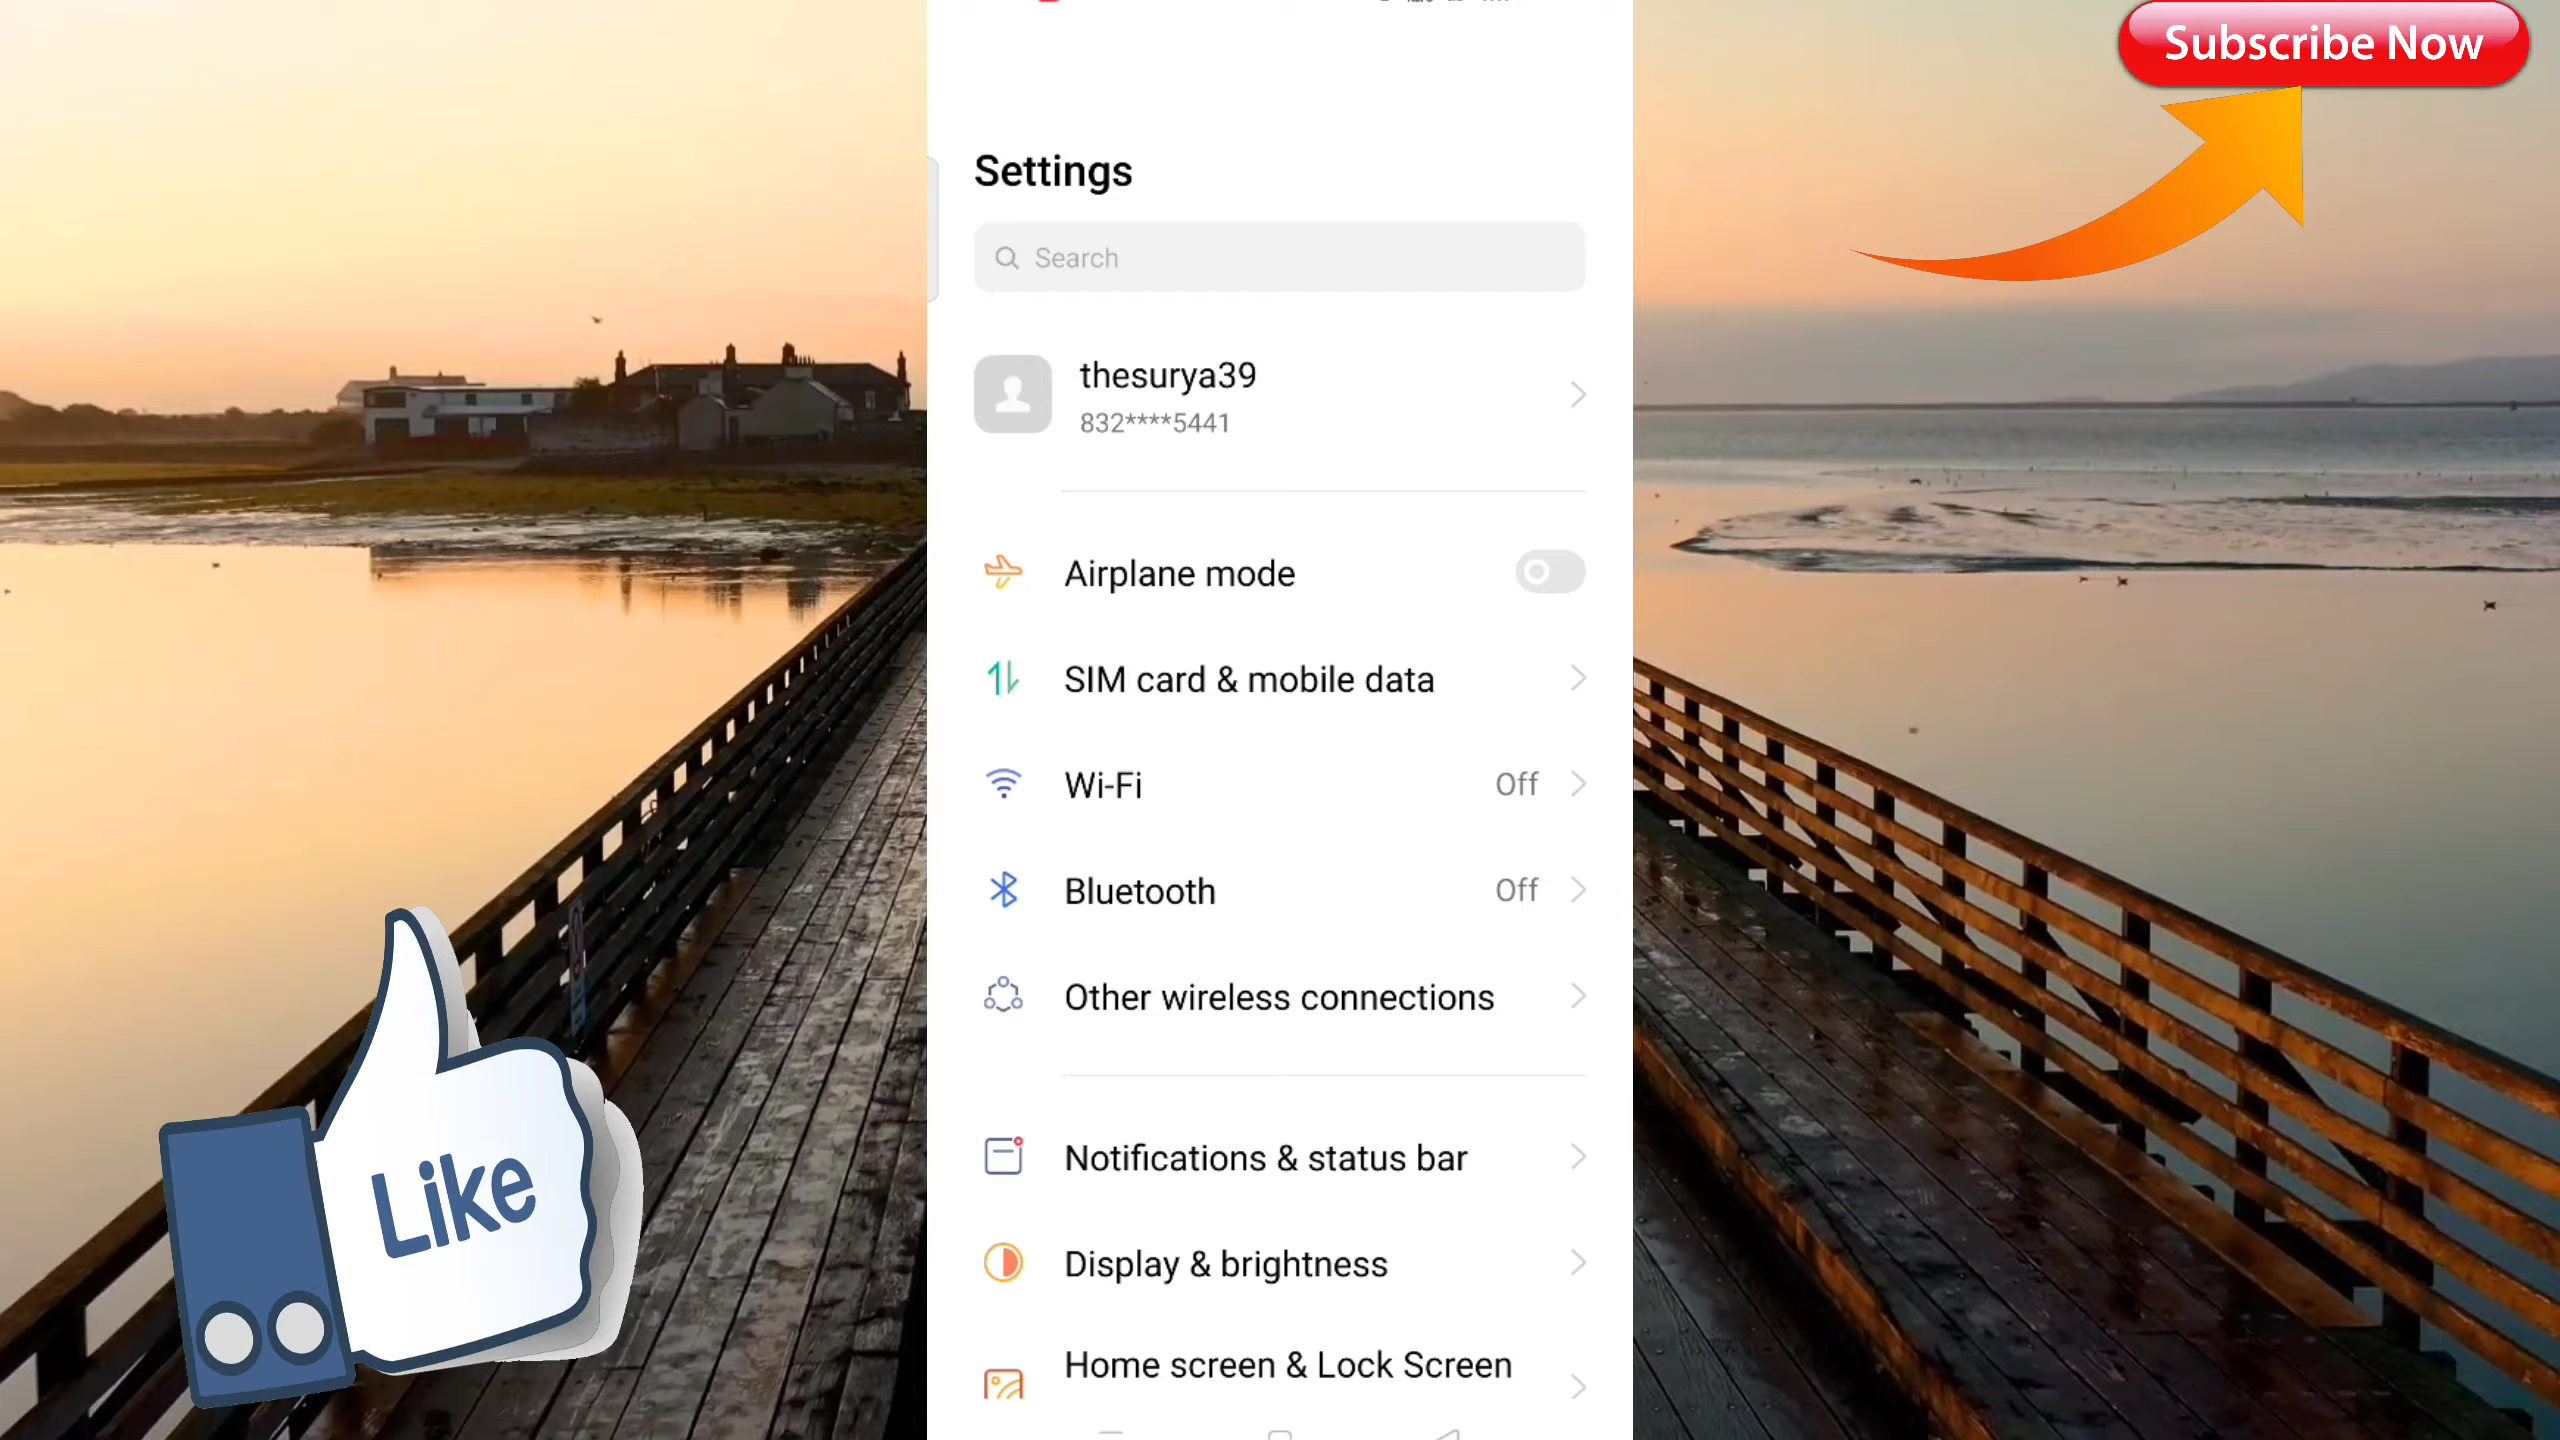 Subscribe Now
Settings
Search
thesurya39
832****5441
Airplane mode
SIM card & mobile data
Wi-Fi Off
Bluetooth Off
Other wireless connections
Notifications & status bar
Display & brightness
Home screen & Lock Screen
Like